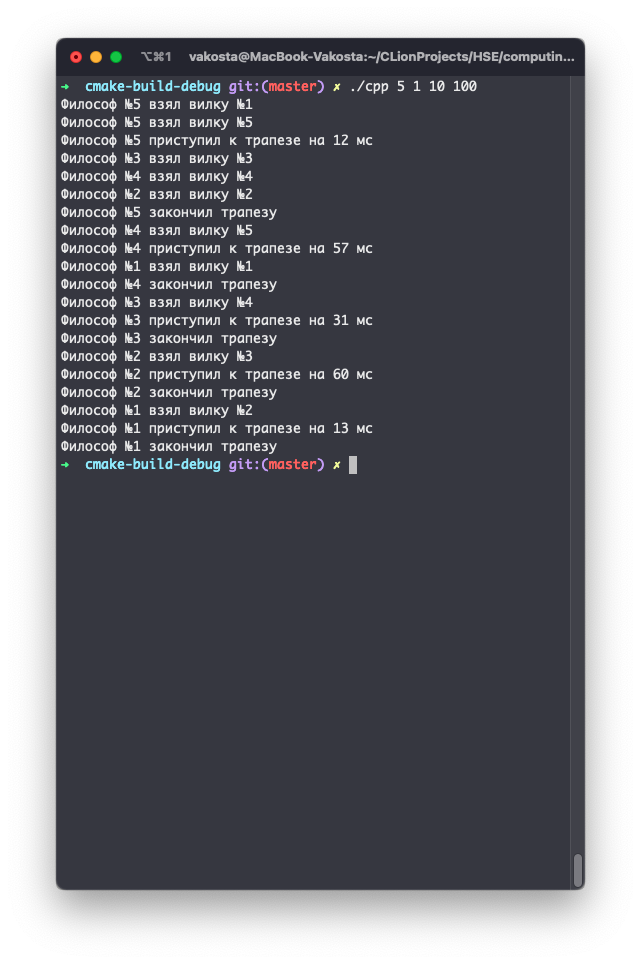 ⌥⌘1 vakosta@MacBook-Vakosta:~/CLionProjects/HSE/computin...
➜ cmake-build-debug git:(master) ✗ ./cpp 5 1 10 100
Философ №5 взял вилку №1
Философ №5 взял вилку №5
Философ №5 приступил к трапезе на 12 мс
Философ №3 взял вилку №3
Философ №4 взял вилку №4
Философ №2 взял вилку №2
Философ №5 закончил трапезу
Философ №4 взял вилку №5
Философ №4 приступил к трапезе на 57 мс
Философ №1 взял вилку №1
Философ №4 закончил трапезу
Философ №3 взял вилку №4
Философ №3 приступил к трапезе на 31 мс
Философ №3 закончил трапезу
Философ №2 взял вилку №3
Философ №2 приступил к трапезе на 60 мс
Философ №2 закончил трапезу
Философ №1 взял вилку №2
Философ №1 приступил к трапезе на 13 мс
Философ №1 закончил трапезу
➜ cmake-build-debug git:(master) ✗